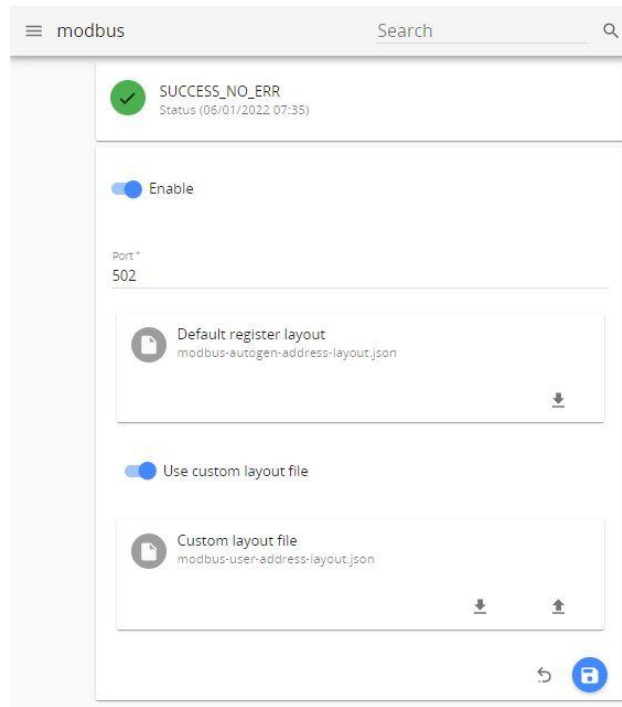 modbus
Search
SUCCESS_NO_ERR
Status (06/01/2022 07:35)
Enable
Port *
502
Default register layout
modbus-autogen-address-layout.json
Use custom layout file
Custom layout file
modbus-user-address-layout.json